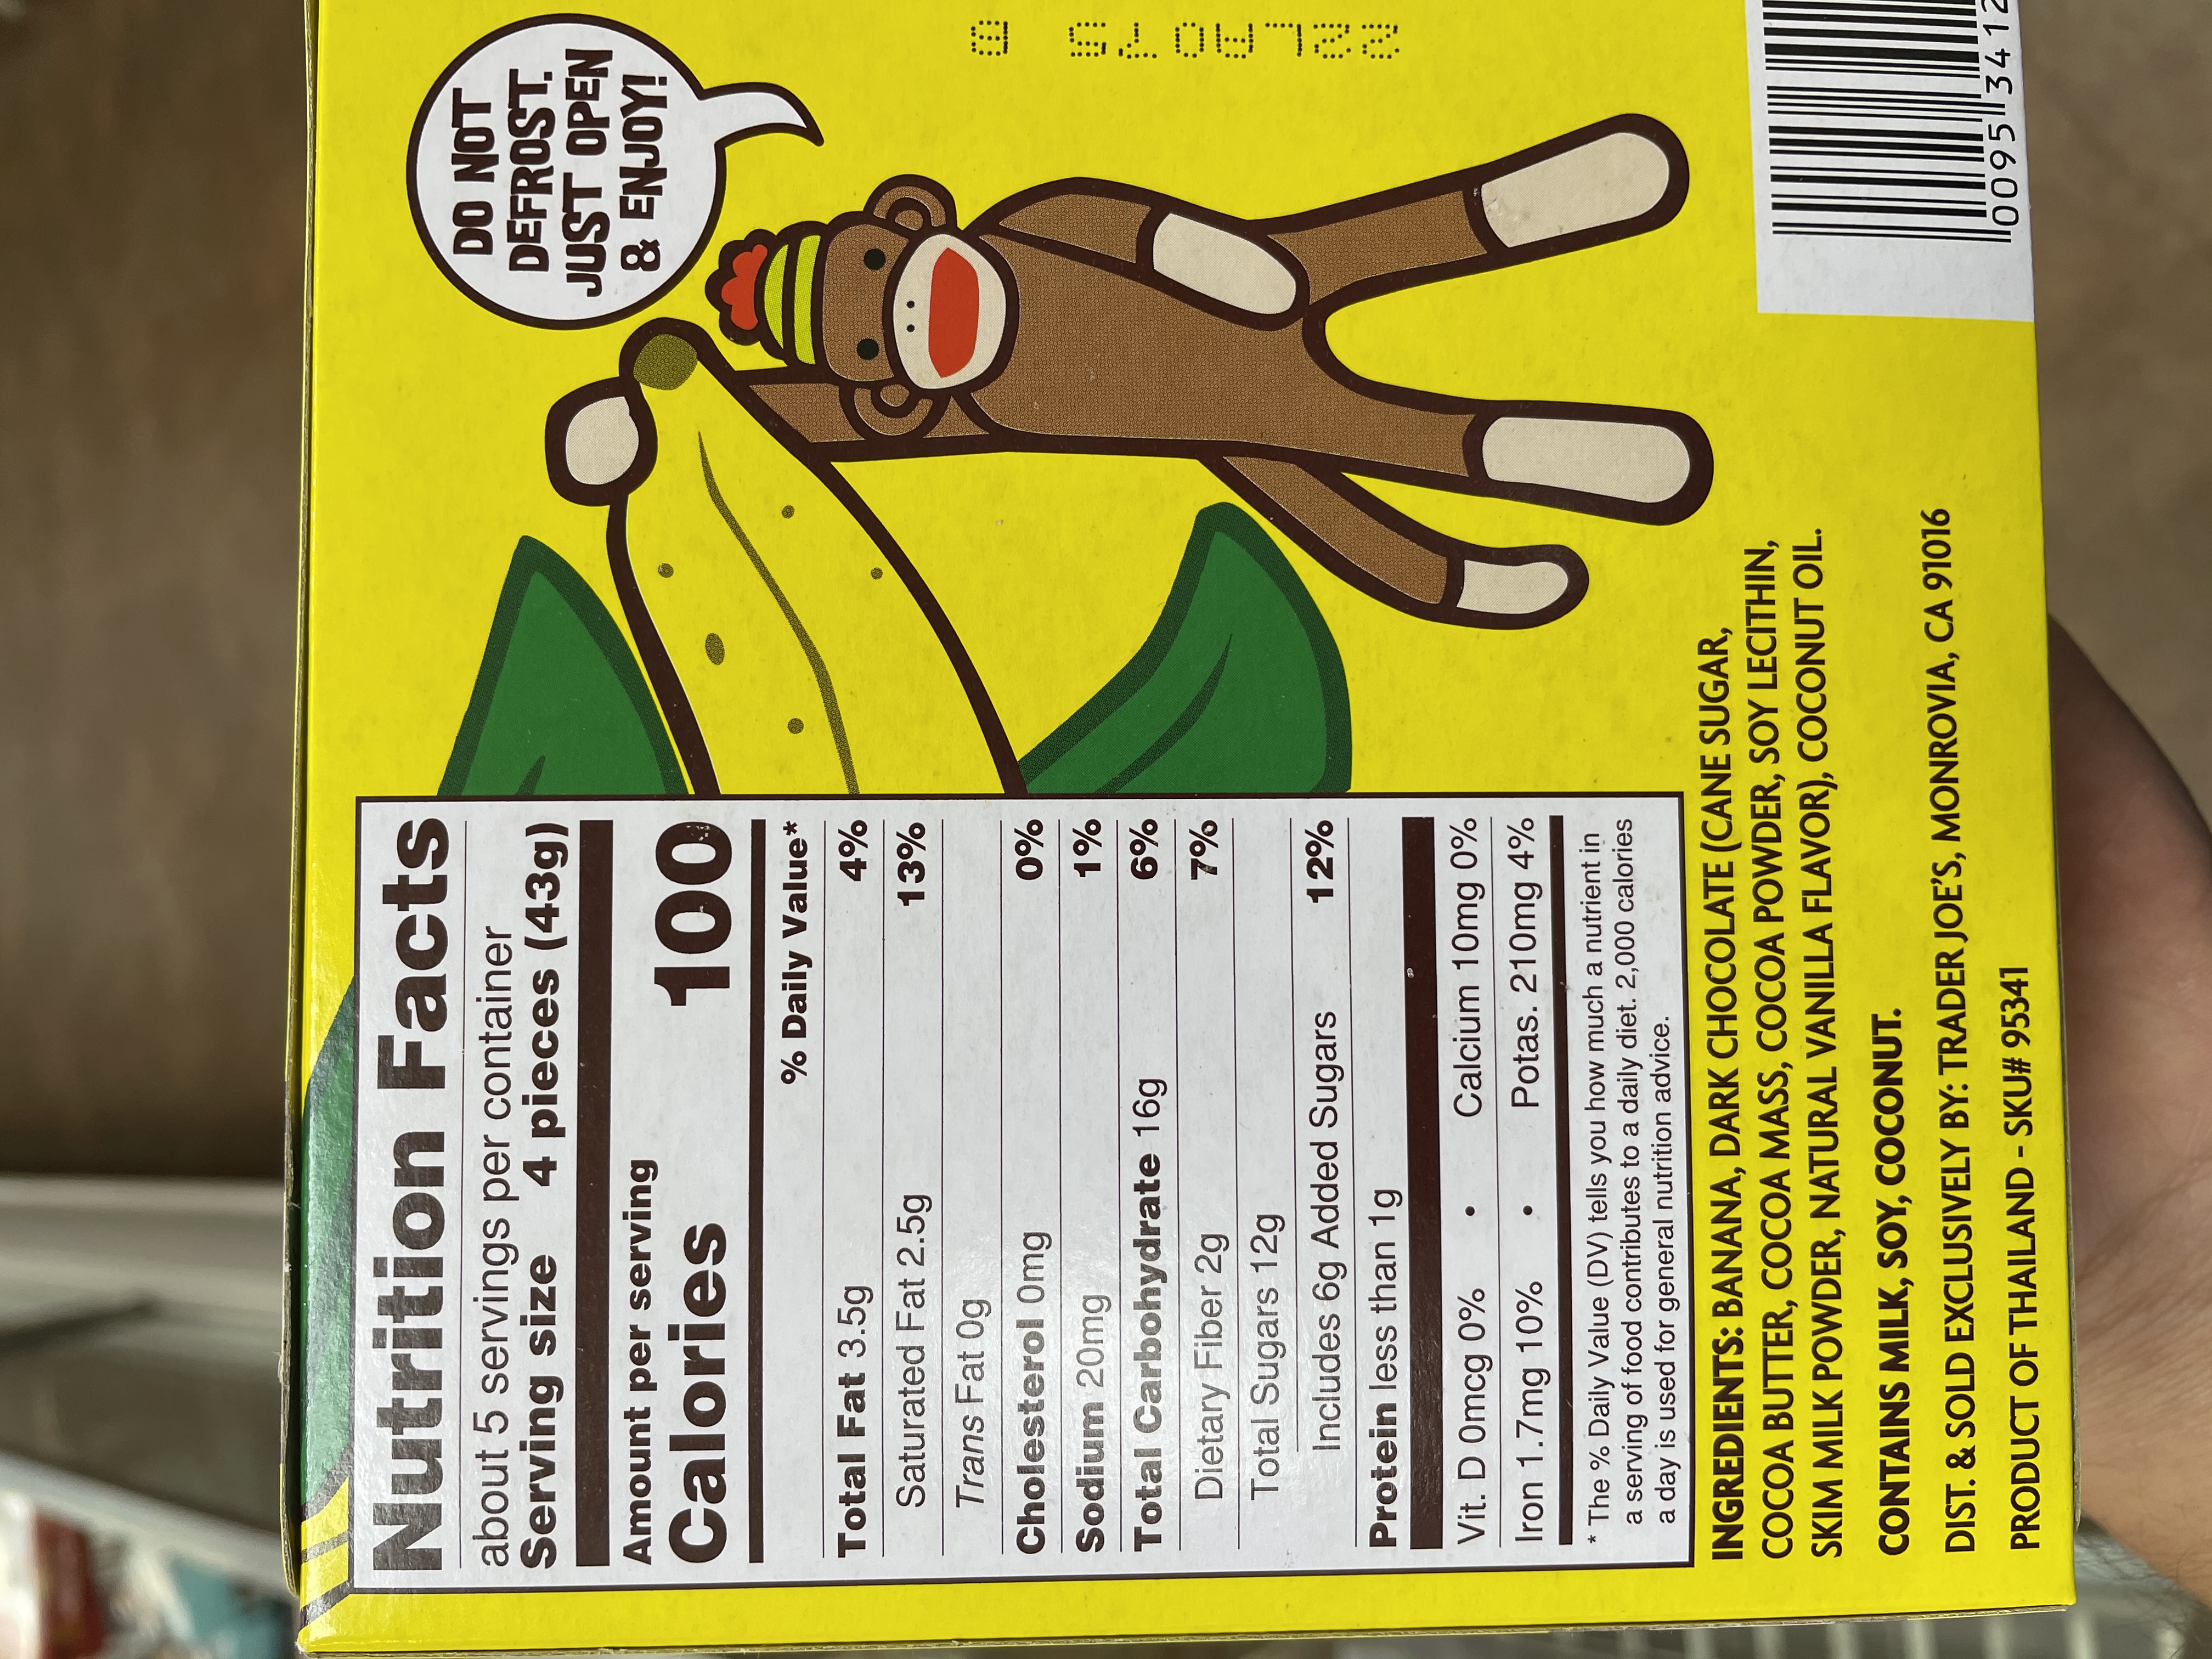 Nutrition Facts
about 5 servings per container
Serving size 4 pieces (43g)
Amount per serving
Calories 100
% Daily Value*
Total Fat 3.5g 4%
Saturated Fat 2.5g 13%
Trans Fat 0g
Cholesterol 0mg 0%
Sodium 20mg 1%
Total Carbohydrate 16g 6%
Dietary Fiber 2g 7%
Total Sugars 12g
Includes 6g Added Sugars 12%
Protein less than 1g
Vit. D 0mcg 0% • Calcium 10mg 0%
Iron 1.7mg 10% • Potas. 210mg 4%
* The % Daily Value (DV) tells you how much a nutrient in
a serving of food contributes to a daily diet. 2,000 calories
a day is used for general nutrition advice.
INGREDIENTS: BANANA, DARK CHOCOLATE (CANE SUGAR,
COCOA BUTTER, COCOA MASS, COCOA POWDER, SOY LECITHIN,
SKIM MILK POWDER, NATURAL VANILLA FLAVOR), COCONUT OIL.
CONTAINS MILK, SOY, COCONUT.
DIST. & SOLD EXCLUSIVELY BY: TRADER JOE'S, MONROVIA, CA 91016
PRODUCT OF THAILAND - SKU# 95341
DO NOT
DEFROST.
JUST OPEN
& ENJOY!
0095 3412